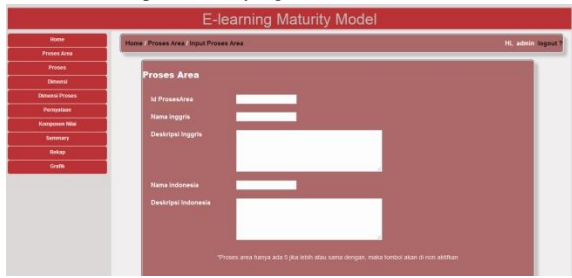 E-learning Maturity Model
Home
Proses Area
Proses
Dimensi
Dimensi Proses
Pernyataan
Komponen Nilai
Summery
Rekap
Grafik
Home / Proses Area / Input Proses Area
Hi, admin logout ?
Proses Area
Id ProsesArea
Nama Inggris
Deskripsi Inggris
Nama Indonesia
Deskripsi Indonesia
*Proses area hanya ada 5 jika lebih atau sama dengan, maka tombol akan di non aktifkan